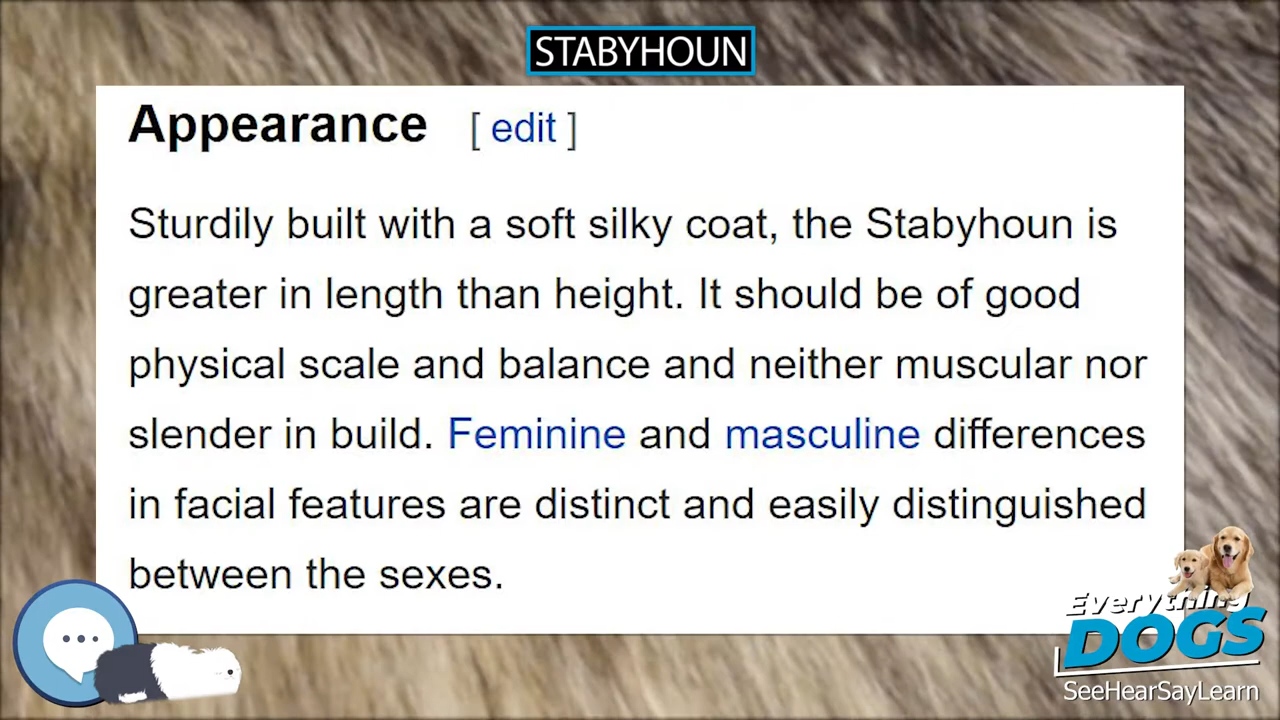 STABYHOUN
Appearance [ edit ]
Sturdily built with a soft silky coat, the Stabyhoun is
greater in length than height. It should be of good
physical scale and balance and neither muscular nor
slender in build. Feminine and masculine differences
in facial features are distinct and easily distinguished
between the sexes.
Everything
DOGS
SeeHearSayLearn